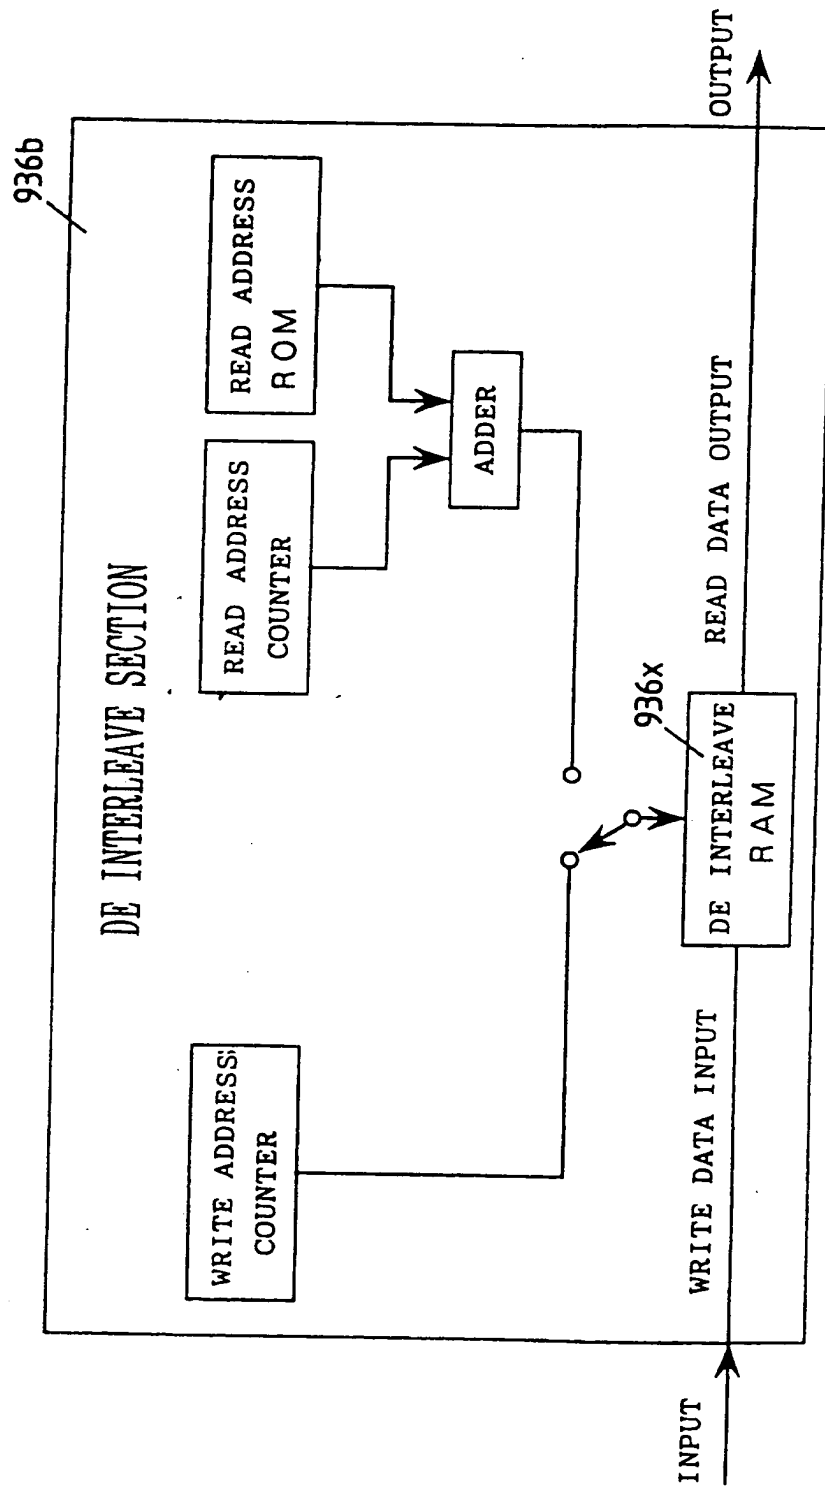 936b
DE INTERLEAVE SECTION
WRITE ADDRESS
COUNTER
READ ADDRESS
COUNTER
READ ADDRESS
ROM
ADDER
936x
INPUT
WRITE DATA INPUT
DE INTERLEAVE
RAM
READ DATA OUTPUT
OUTPUT